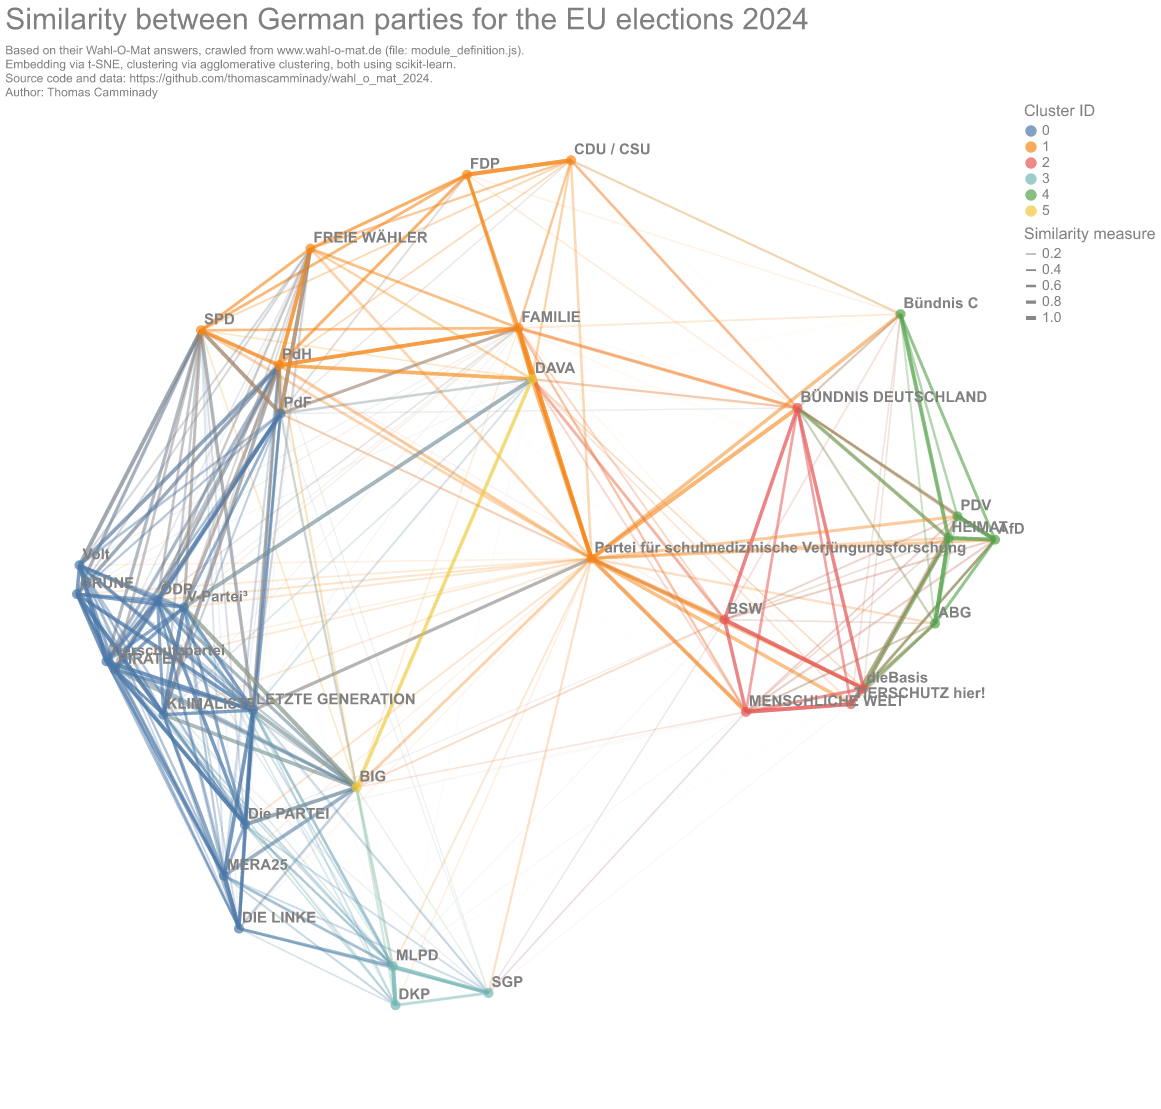 Similarity between German parties for the EU elections 2024
Based on their Wahl-O-Mat answers, crawled from www.wahl-o-mat.de (file: module_definition.js).
Embedding via t-SNE, clustering via agglomerative clustering, both using scikit-learn.
Source code and data: https://github.com/thomascamminady/wahl_o_mat_2024.
Author: Thomas Camminady
Cluster ID
0
1
2
3
4
5
Similarity measure
0.2
0.4
0.6
0.8
1.0
CDU / CSU
FDP
FREIE WÄHLER
Bündnis C
SPD
FAMILIE
PdH
DAVA
PdF
BÜNDNIS DEUTSCHLAND
PDV
HEIMAT
AfD
Partei für schulmedizinische Verjüngungsforschung
Volt
GRÜNE
ÖDP
V-Partei³
BSW
ABG
Tierschutzpartei
PIRATEN
dieBasis
TIERSCHUTZ hier!
KLIMALISTE
LETZTE GENERATION
MENSCHLICHE WELT
BIG
Die PARTEI
MERA25
DIE LINKE
MLPD
SGP
DKP